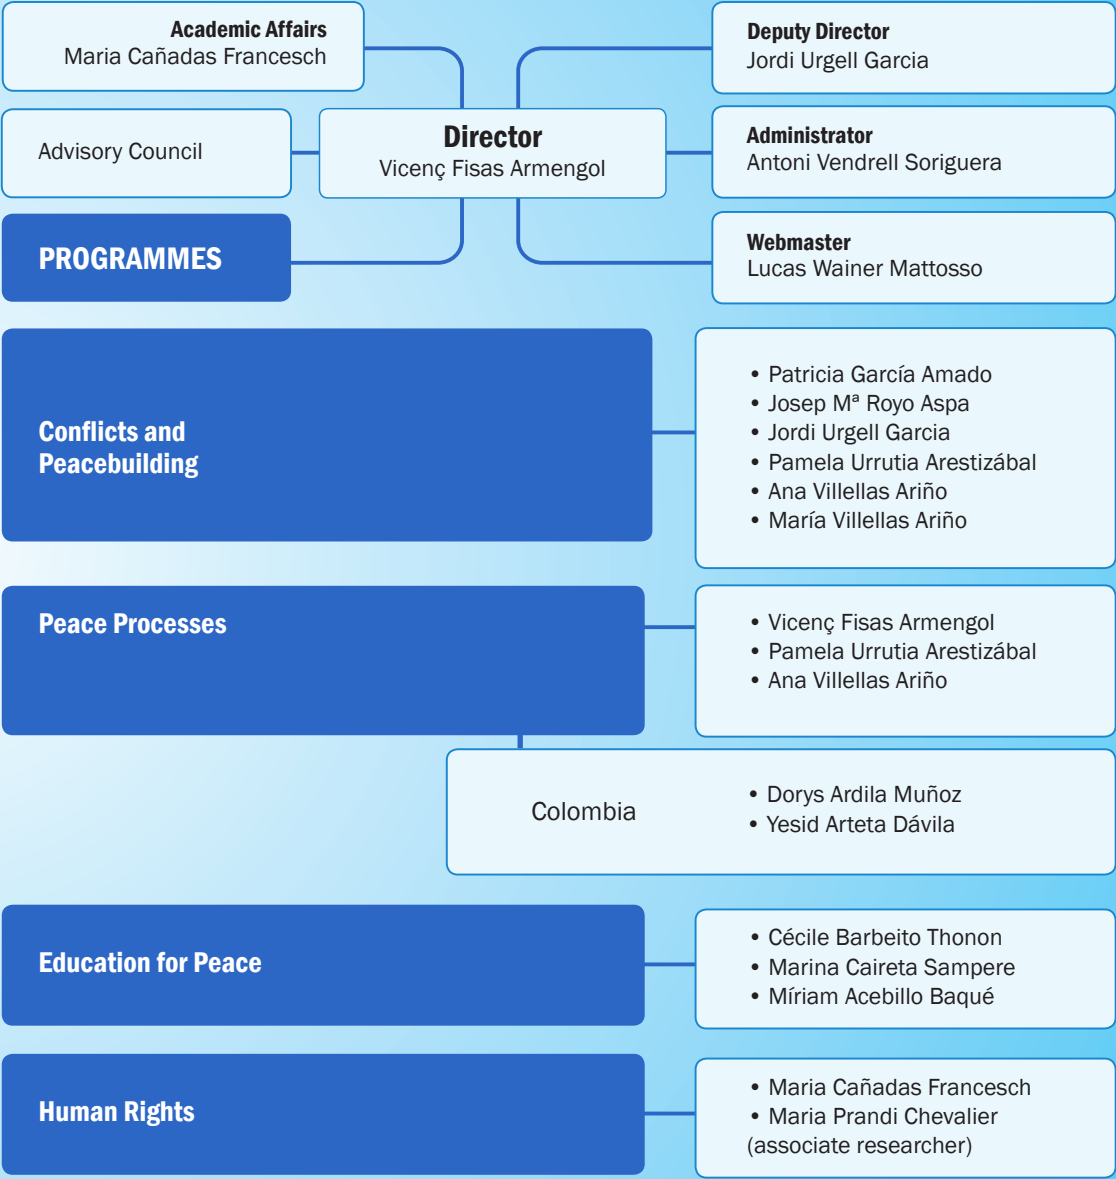 Academic Affairs
Maria Cañadas Francesch
Deputy Director
Jordi Urgell Garcia
Advisory Council
Director
Vicenç Fisas Armengol
Administrator
Antoni Vendrell Soriguera
PROGRAMMES
Webmaster
Lucas Wainer Mattosso
Conflicts and
Peacebuilding
• Patricia García Amado
• Josep Mª Royo Aspa
• Jordi Urgell Garcia
• Pamela Urrutia Arestizábal
• Ana Villellas Ariño
• María Villellas Ariño
Peace Processes
• Vicenç Fisas Armengol
• Pamela Urrutia Arestizábal
• Ana Villellas Ariño
Colombia
• Dorys Ardila Muñoz
• Yesid Arteta Dávila
Education for Peace
• Cécile Barbeito Thonon
• Marina Caireta Sampere
• Míriam Acebillo Baqué
Human Rights
• Maria Cañadas Francesch
• Maria Prandi Chevalier
(associate researcher)